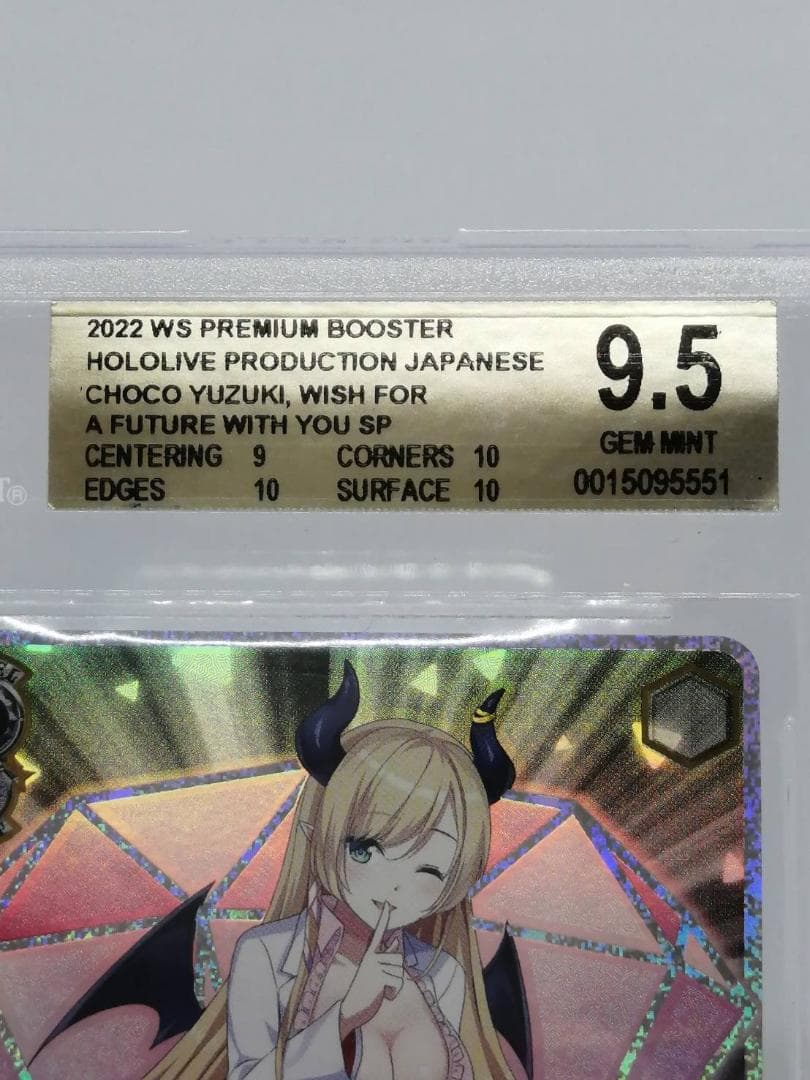 2022 WS PREMIUM BOOSTER
HOLOLIVE PRODUCTION JAPANESE
CHOCO YUZUKI, WISH FOR
A FUTURE WITH YOU SP
CENTERING 9 CORNERS 10
EDGES 10 SURFACE 10
9.5
GEM MINT
0015095551